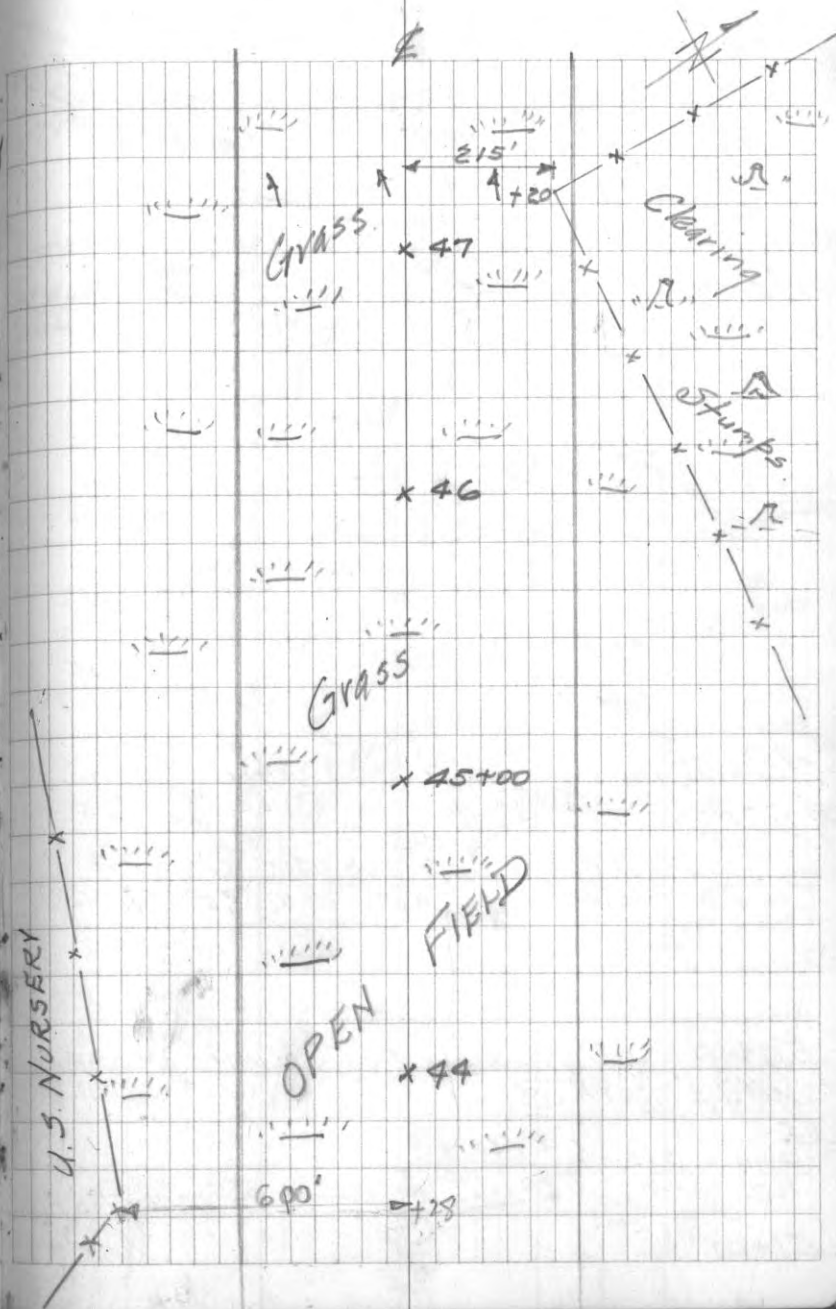 ℄
215'
+20
Clearing
Grass
47
Stumps
46
Grass
45+00
FIELD
U.S. NURSERY
OPEN
44
600'
+28